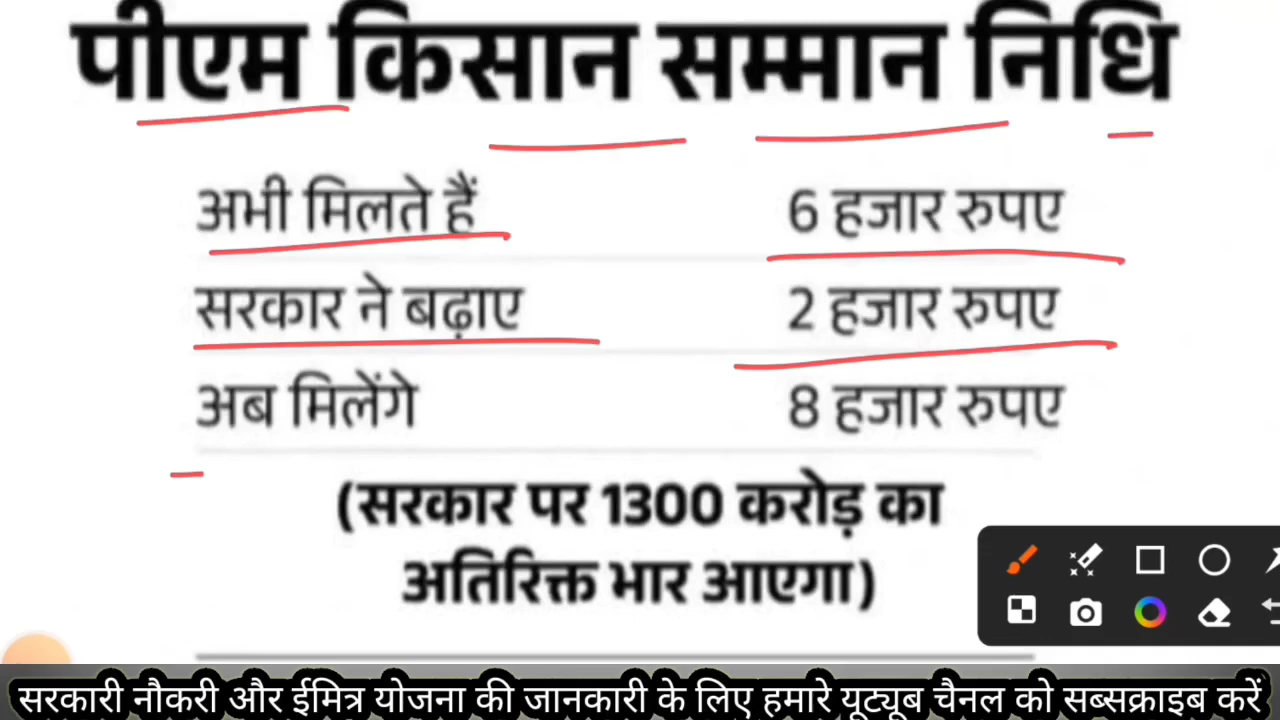 पीएम किसान सम्मान निधि
अभी मिलते हैं 6 हजार रुपए
सरकार ने बढ़ाए 2 हजार रुपए
अब मिलेंगे 8 हजार रुपए
(सरकार पर 1300 करोड़ का
अतिरिक्त भार आएगा)
सरकारी नौकरी और ईमित्र योजना की जानकारी के लिए हमारे यूट्यूब चैनल को सब्सक्राइब करें